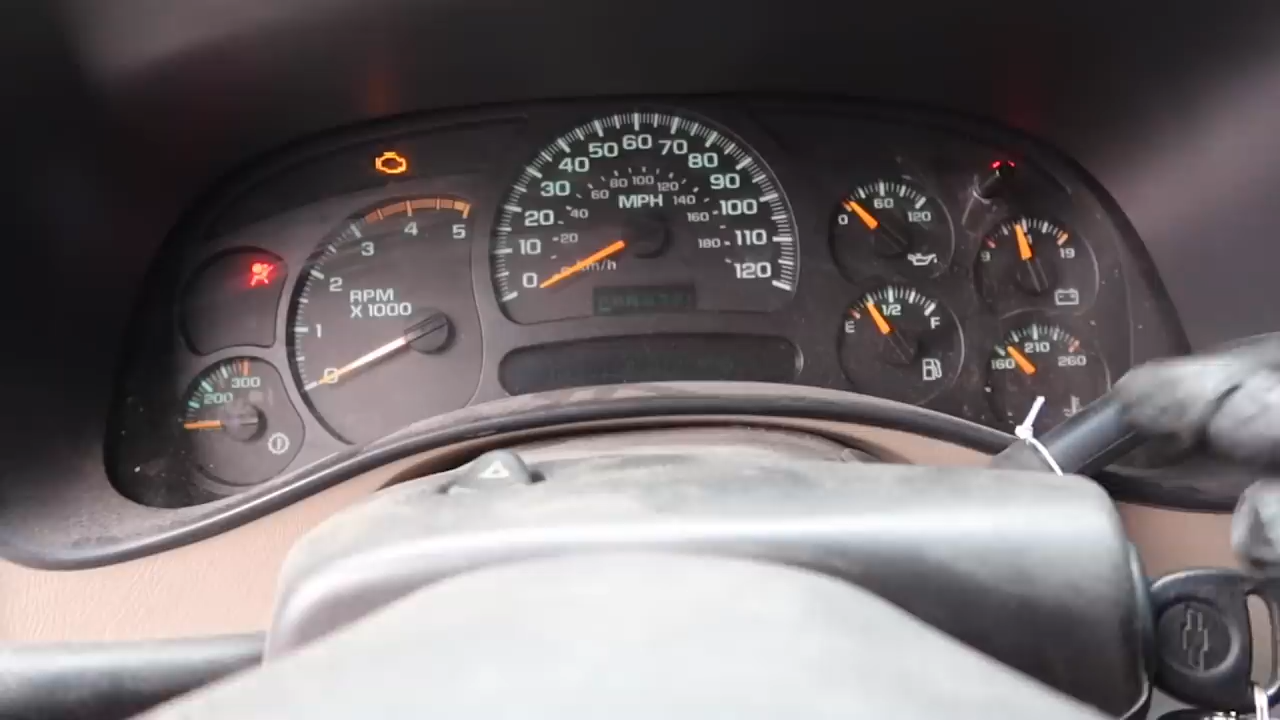 0 10 20 30 40 50 60 70 80 90 100 110 120
20 40 60 80 100 120 140 160 180
MPH
km/h
0 1 2 3 4 5
RPM
X 1000
200 300
0 60 120
9 19
E 1/2 F
160 210 260